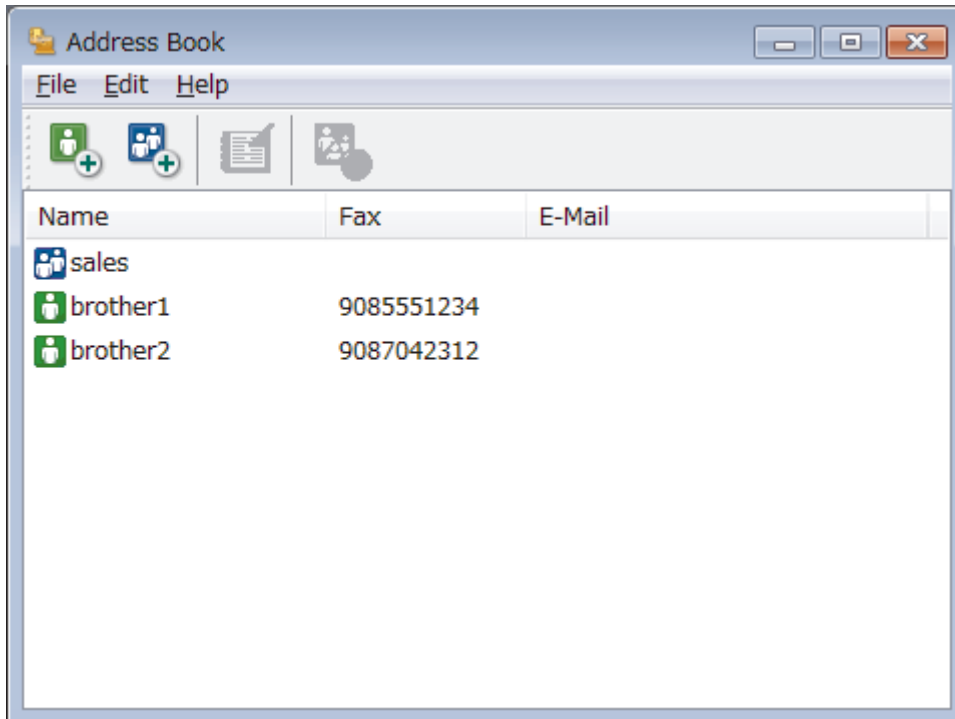 Address Book
File Edit Help
Name Fax E-Mail
sales
brother1 9085551234
brother2 9087042312